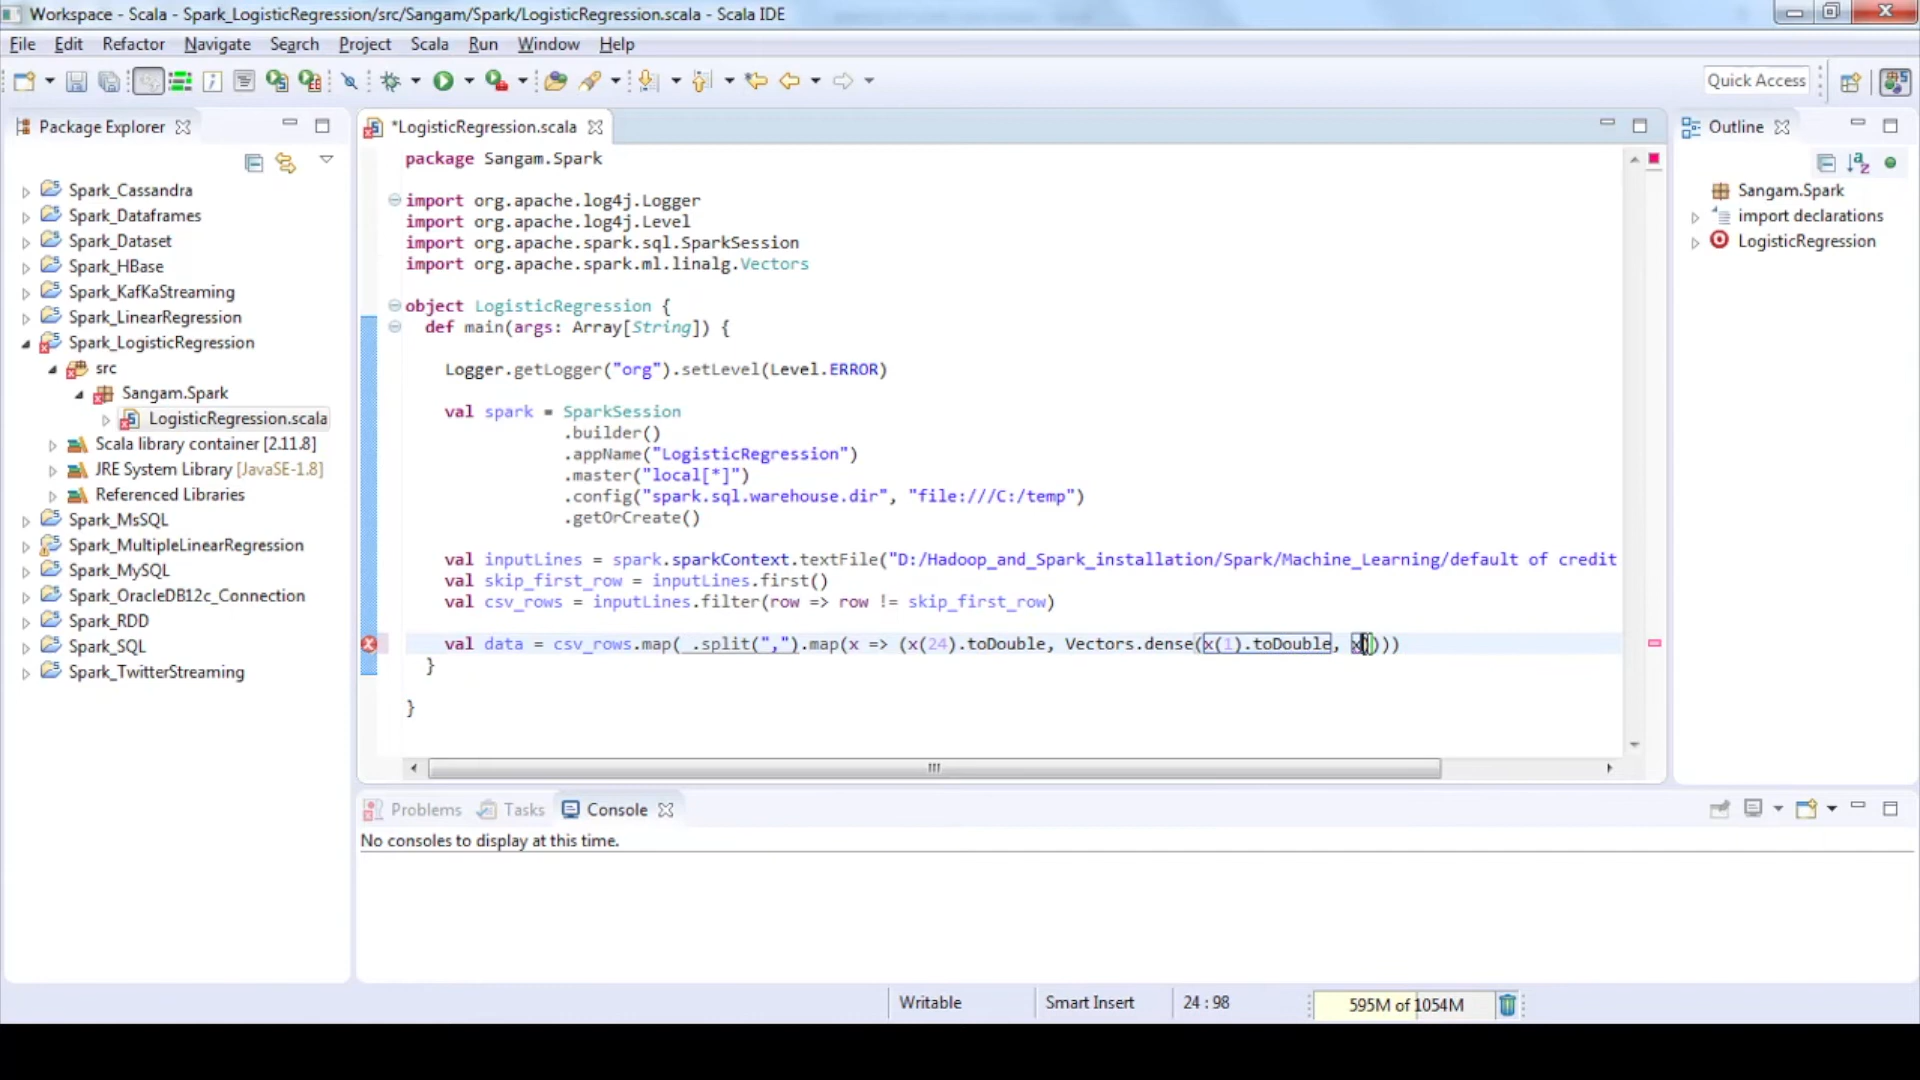 Workspace - Scala - Spark_LogisticRegression/src/Sangam/Spark/LogisticRegression.scala - Scala IDE
File Edit Refactor Navigate Search Project Scala Run Window Help
Quick Access
Package Explorer
Spark_Cassandra
Spark_Dataframes
Spark_Dataset
Spark_HBase
Spark_KafKaStreaming
Spark_LinearRegression
Spark_LogisticRegression
src
Sangam.Spark
LogisticRegression.scala
Scala library container [2.11.8]
JRE System Library [JavaSE-1.8]
Referenced Libraries
Spark_MsSQL
Spark_MultipleLinearRegression
Spark_MySQL
Spark_OracleDB12c_Connection
Spark_RDD
Spark_SQL
Spark_TwitterStreaming
*LogisticRegression.scala
package Sangam.Spark
import org.apache.log4j.Logger
import org.apache.log4j.Level
import org.apache.spark.sql.SparkSession
import org.apache.spark.ml.linalg.Vectors
object LogisticRegression {
def main(args: Array[String]) {
Logger.getLogger("org").setLevel(Level.ERROR)
val spark = SparkSession
.builder()
.appName("LogisticRegression")
.master("local[*]")
.config("spark.sql.warehouse.dir", "file:///C:/temp")
.getOrCreate()
val inputLines = spark.sparkContext.textFile("D:/Hadoop_and_Spark_installation/Spark/Machine_Learning/default of credit
val skip_first_row = inputLines.first()
val csv_rows = inputLines.filter(row => row != skip_first_row)
val data = csv_rows.map(_.split(",").map(x => (x(24).toDouble, Vectors.dense(x(1).toDouble, x()))))
}
}
Outline
Sangam.Spark
import declarations
LogisticRegression
Problems Tasks Console
No consoles to display at this time.
Writable Smart Insert 24 : 98 595M of 1054M